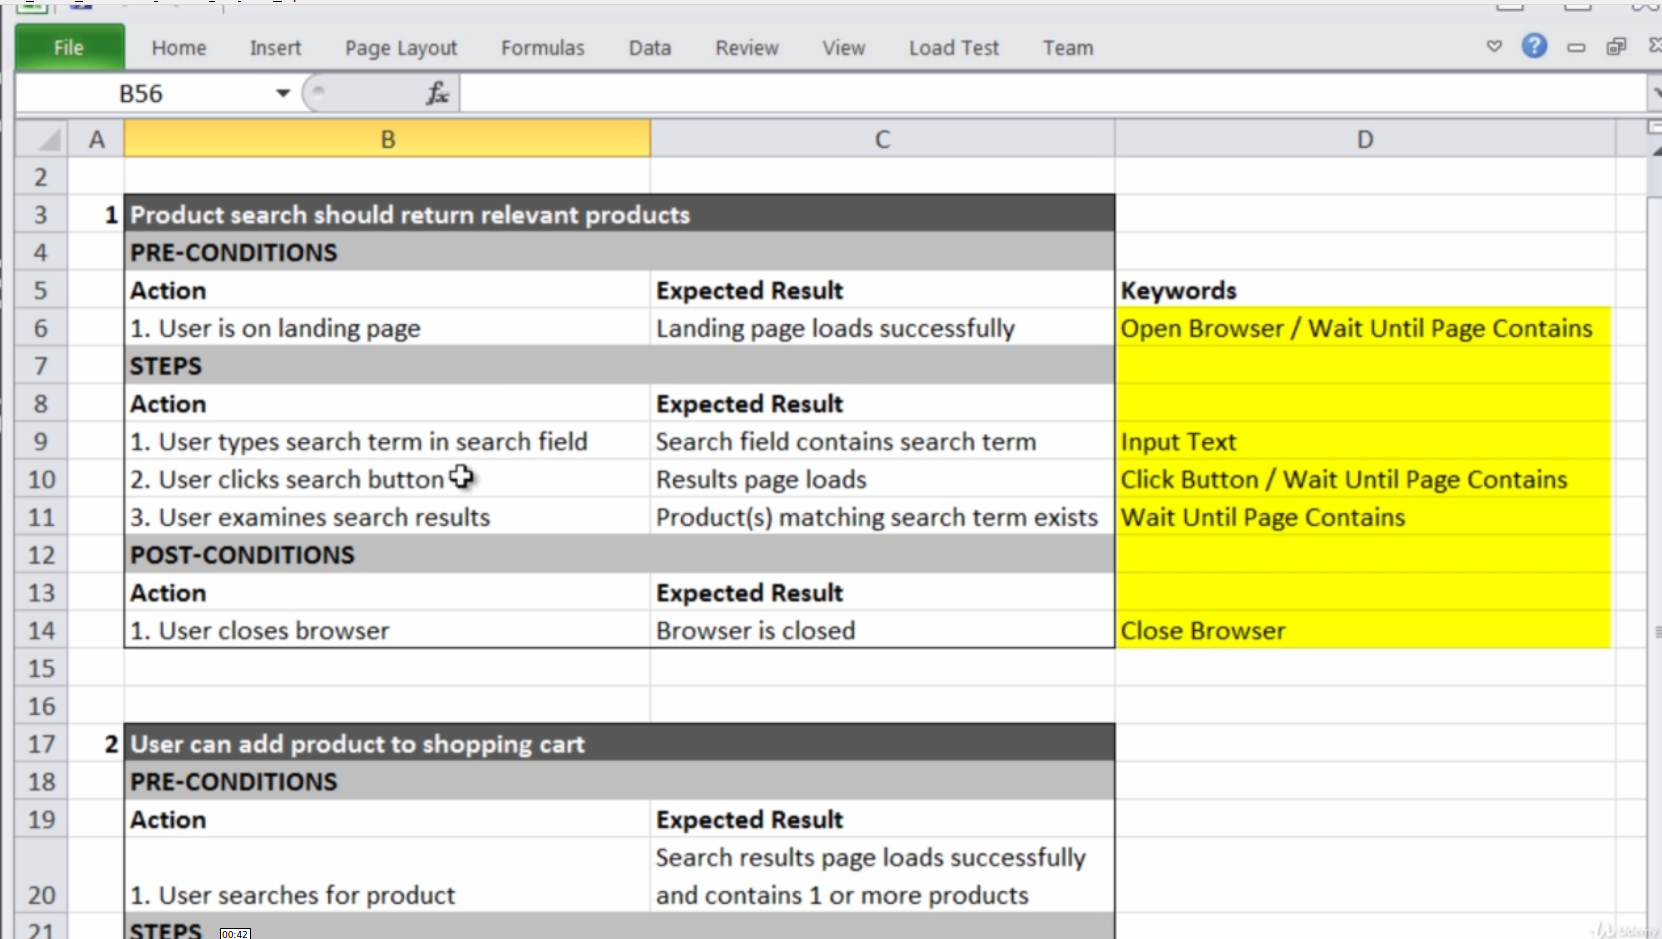 File Home Insert Page Layout Formulas Data Review View Load Test Team
B56 fx
A B C D
2
3 1 Product search should return relevant products
4 PRE-CONDITIONS
5 Action Expected Result Keywords
6 1. User is on landing page Landing page loads successfully Open Browser / Wait Until Page Contains
7 STEPS
8 Action Expected Result
9 1. User types search term in search field Search field contains search term Input Text
10 2. User clicks search button Results page loads Click Button / Wait Until Page Contains
11 3. User examines search results Product(s) matching search term exists Wait Until Page Contains
12 POST-CONDITIONS
13 Action Expected Result
14 1. User closes browser Browser is closed Close Browser
15
16
17 2 User can add product to shopping cart
18 PRE-CONDITIONS
19 Action Expected Result
Search results page loads successfully
20 1. User searches for product and contains 1 or more products
21 STEPS
00:42
Udemy